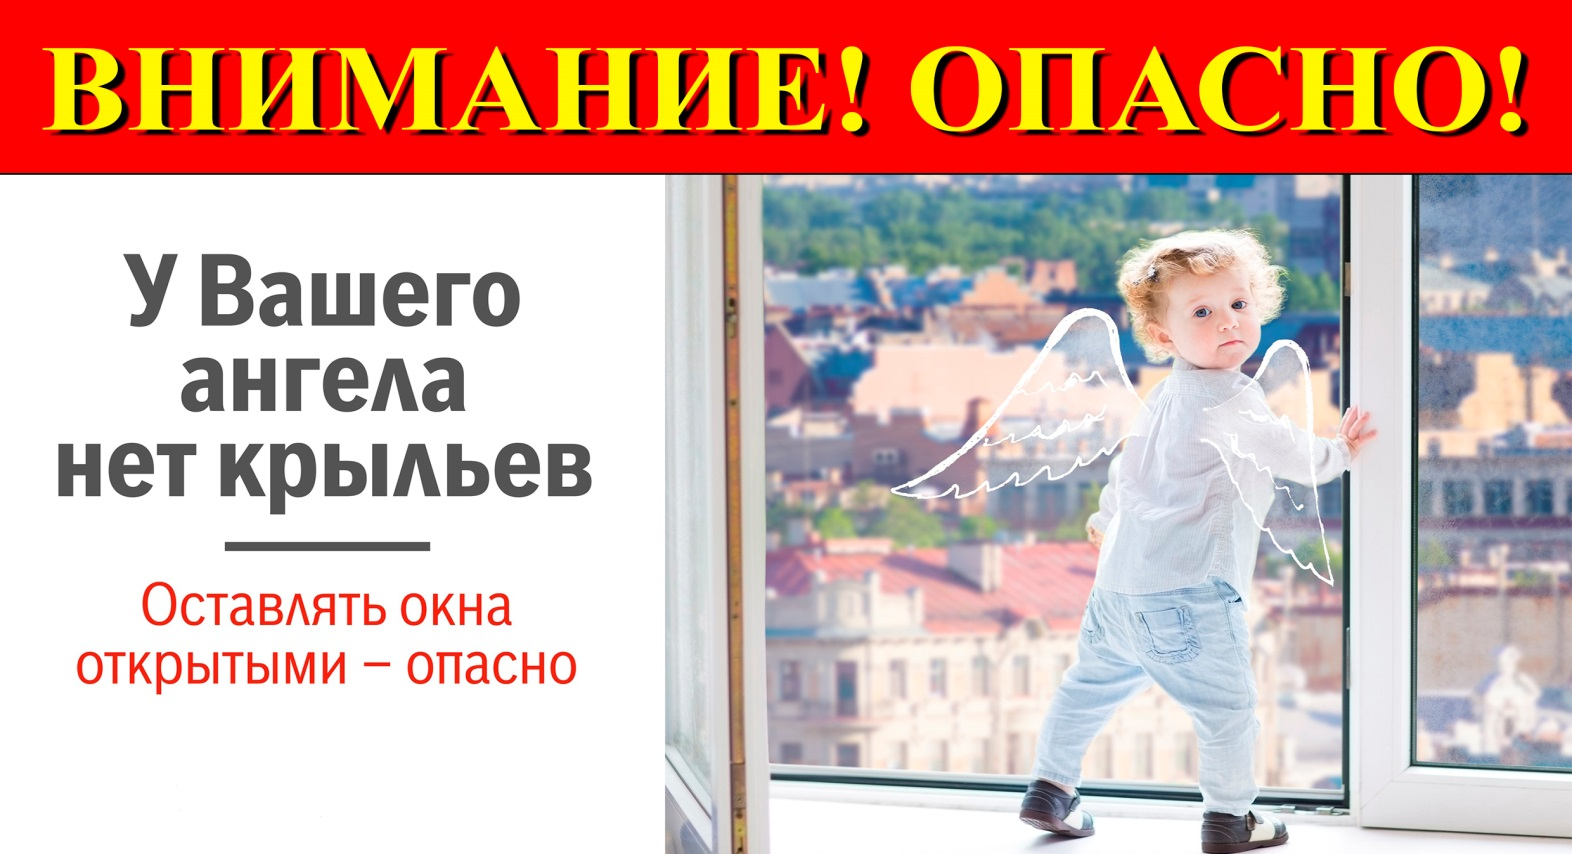 ВНИМАНИЕ! ОПАСНО!
У Вашего
ангела
нет крыльев
Оставлять окна
открытыми – опасно